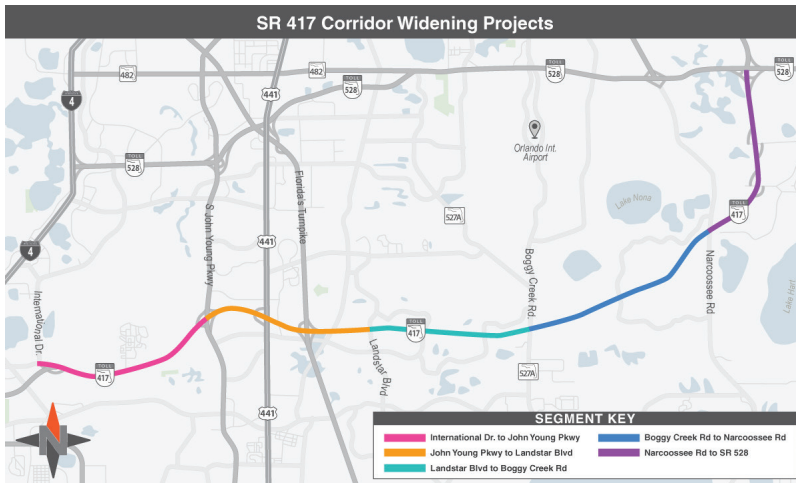 SR 417 Corridor Widening Projects
482
482
TOLL
528
TOLL
528
441
TOLL
528
4
TOLL
528
Orlando Int.
Airport
S John Young Pkwy
Florida's Turnpike
527A
Lake Nona
TOLL
417
4
441
Boggy Creek Rd.
Narcoossee Rd
Lake Hart
International Dr.
TOLL
417
Landstar Blvd
TOLL
417
527A
441
N
SEGMENT KEY
International Dr. to John Young Pkwy
John Young Pkwy to Landstar Blvd
Landstar Blvd to Boggy Creek Rd
Boggy Creek Rd to Narcoossee Rd
Narcoossee Rd to SR 528